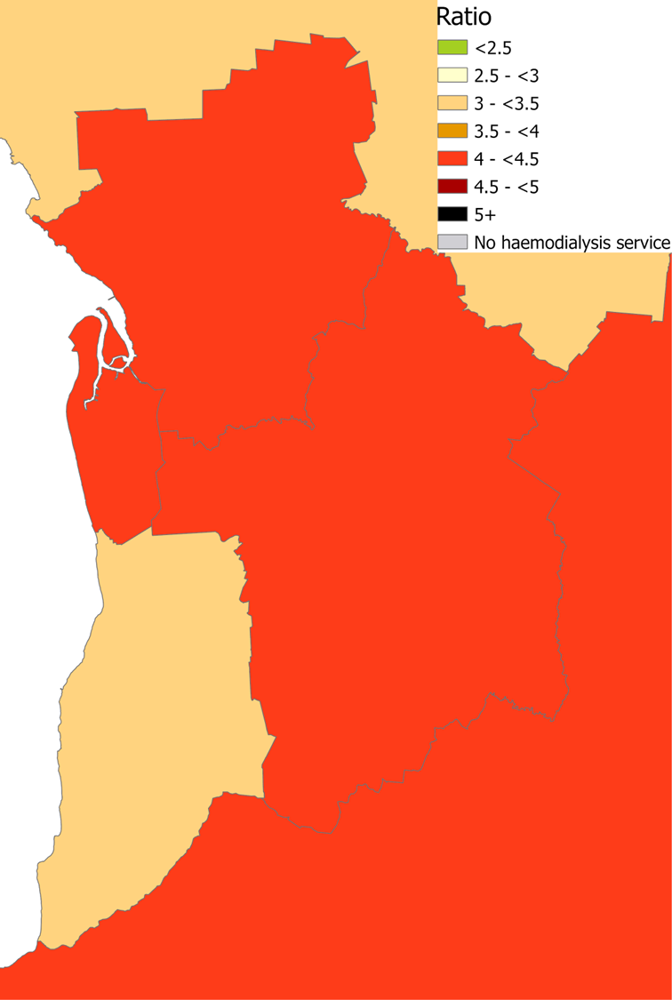 Ratio
<2.5
2.5 - <3
3 - <3.5
3.5 - <4
4 - <4.5
4.5 - <5
5+
No haemodialysis service